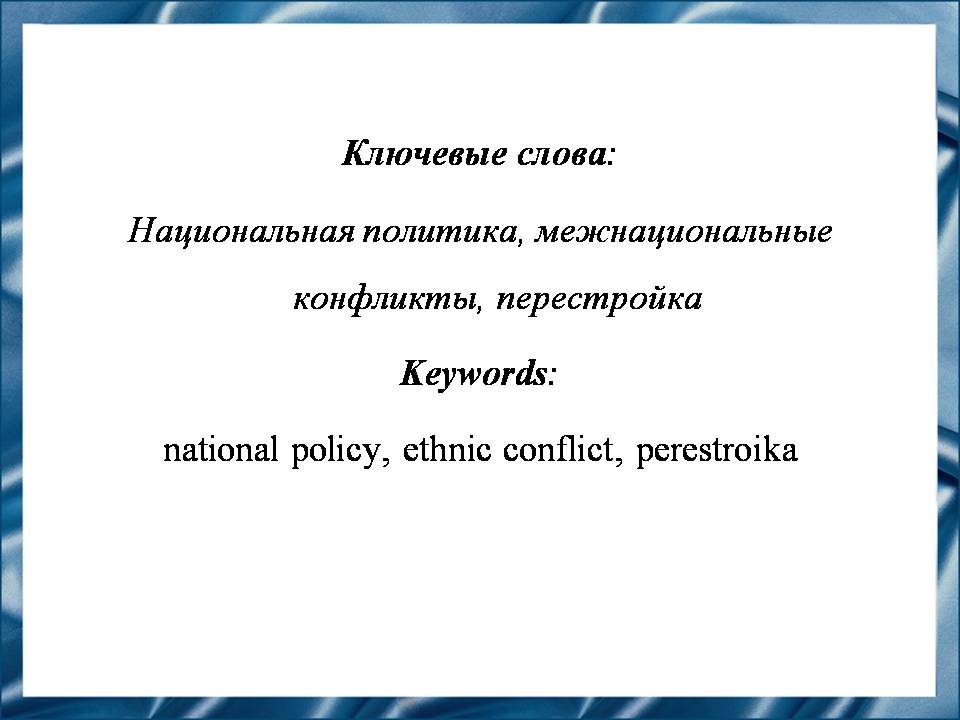 Ключевые слова:
Национальная политика, межнациональные
конфликты, перестройка
Keywords:
national policy, ethnic conflict, perestroika